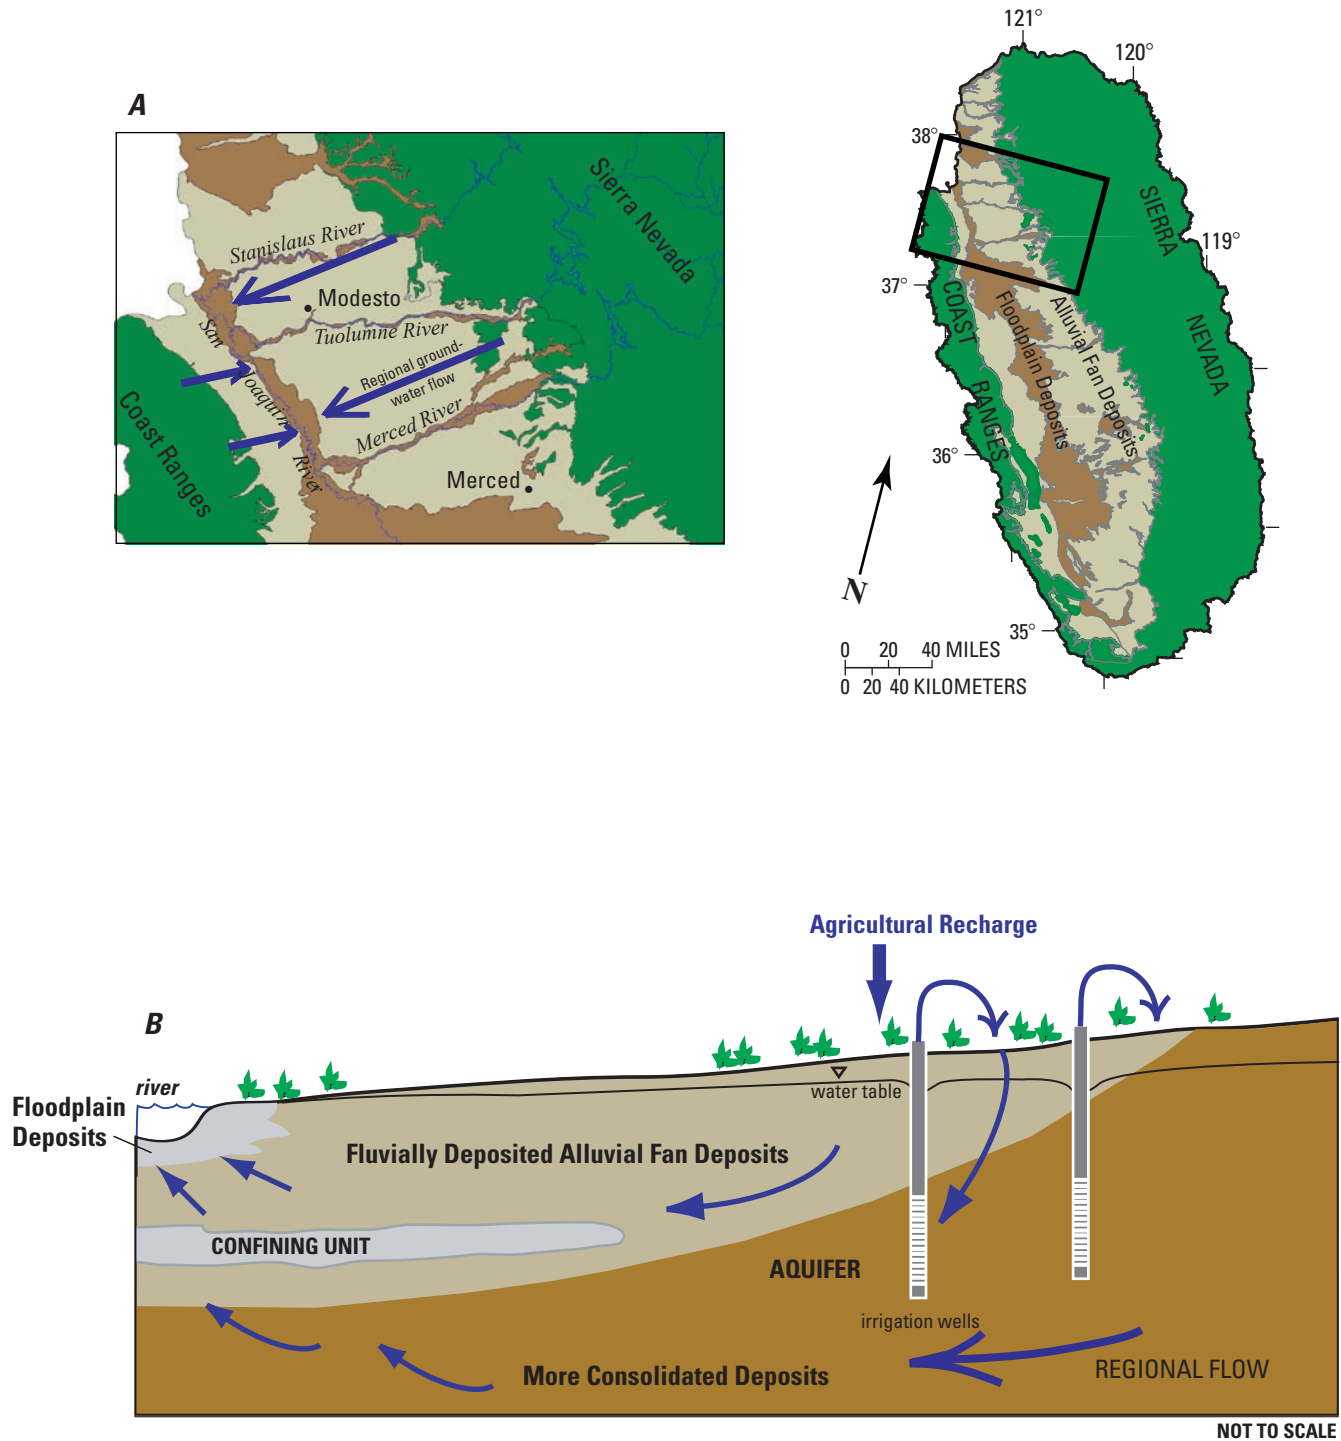 A
Stanislaus River
Sierra Nevada
Modesto
San
Joaquin
River
Tuolumne River
Regional ground-
water flow
Merced River
Merced
Coast Ranges
121°
120°
38°
119°
37°
36°
35°
SIERRA
NEVADA
COAST
RANGES
Floodplain Deposits
Alluvial Fan Deposits
N
0 20 40 MILES
0 20 40 KILOMETERS
B
Agricultural Recharge
river
water table
Floodplain
Deposits
Fluvially Deposited Alluvial Fan Deposits
CONFINING UNIT
AQUIFER
irrigation wells
More Consolidated Deposits
REGIONAL FLOW
NOT TO SCALE